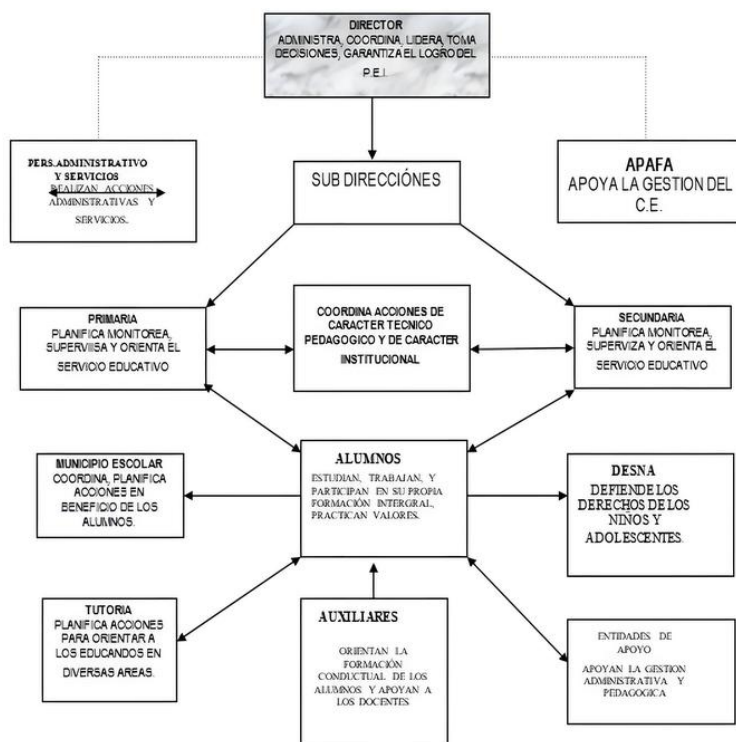 DIRECTOR
ADMINISTRA, COORDINA, LIDERA, TOMA
DECISIONES, GARANTIZA EL LOGRO DEL
P.E.I.
PERS.ADMINISTRATIVO
Y SERVICIOS
REALIZAN ACCIONES
ADMINISTRATIVAS Y
SERVICIOS.
SUB DIRECCIÓNES
APAFA
APOYA LA GESTION DEL
C.E.
PRIMARIA
PLANIFICA MONITOREA,
SUPERVIISA Y ORIENTA EL
SERVICIO EDUCATIVO
COORDINA ACCIONES DE
CARACTER TECNICO
PEDAGOGICO Y DE CARACTER
INSTITUCIONAL
SECUNDARIA
PLANIFICA MONITOREA,
SUPERVIZA Y ORIENTA EL
SERVICIO EDUCATIVO
MUNICIPIO ESCOLAR
COORDINA, PLANIFICA
ACCIONES EN
BENEFICIO DE LOS
ALUMNOS.
ALUMNOS
ESTUDIAN, TRABAJAN, Y
PARTICIPAN EN SU PROPIA
FORMACIÓN INTERGRAL,
PRACTICAN VALORES.
DESNA
DEFIENDE LOS
DERECHOS DE LOS
NIÑOS Y
ADOLESCENTES.
TUTORIA
PLANIFICA ACCIONES
PARA ORIENTAR A
LOS EDUCANDOS EN
DIVERSAS AREAS.
AUXILIARES
ORIENTAN LA
FORMACIÓN
CONDUCTUAL DE LOS
ALUMNOS Y APOYAN A
LOS DOCENTES
ENTIDADES DE
APOYO
APOYAN LA GESTION
ADMINISTRATIVA Y
PEDAGOGICA